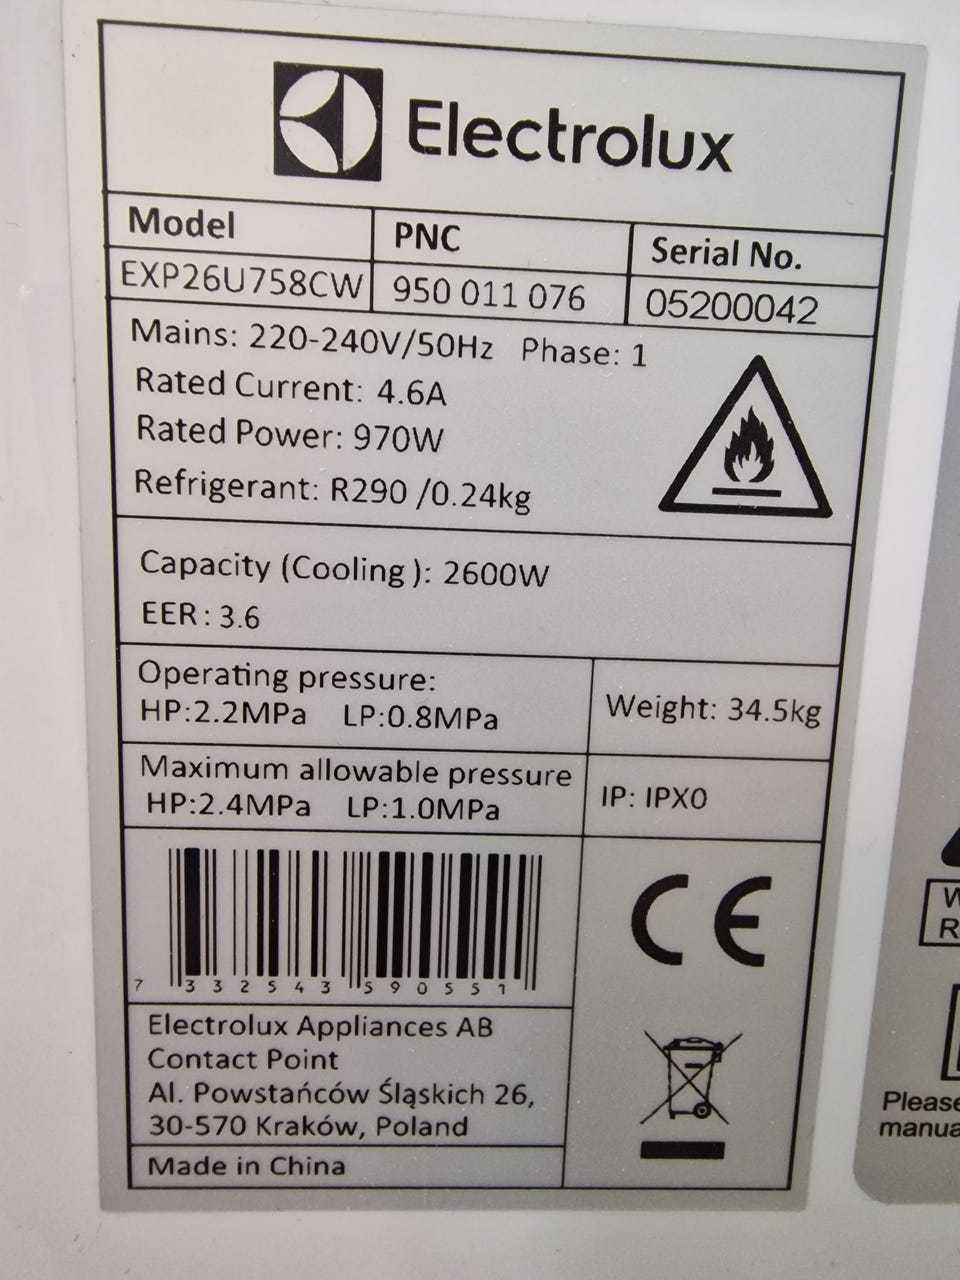 Electrolux
Model PNC Serial No.
EXP26U758CW 950 011 076 05200042
Mains: 220-240V/50Hz Phase: 1
Rated Current: 4.6A
Rated Power: 970W
Refrigerant: R290 /0.24kg
Capacity (Cooling): 2600W
EER: 3.6
Operating pressure:
HP:2.2MPa LP:0.8MPa
Weight: 34.5kg
Maximum allowable pressure
HP:2.4MPa LP:1.0MPa
IP: IPX0
7 332543 590551
CE
Electrolux Appliances AB
Contact Point
Al. Powstańców Śląskich 26,
30-570 Kraków, Poland
Made in China
Please